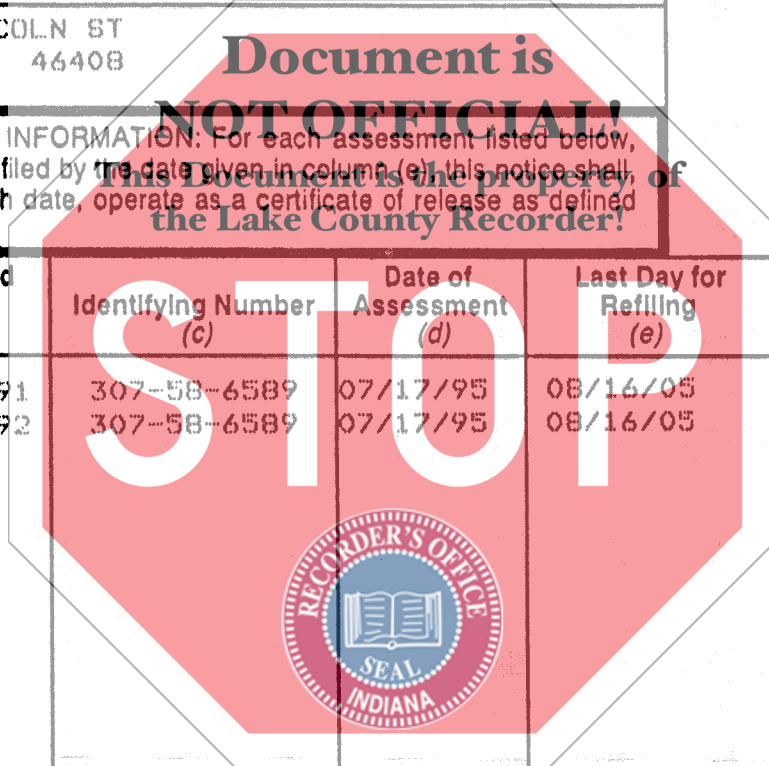 COLN ST
46408
Document is
NOT OFFICIAL!
INFORMATION: For each assessment listed below,
filed by the date given in column (e), this notice shall,
This Document is the property of
h date, operate as a certificate of release as defined
the Lake County Recorder!
d
Identifying Number
(c)
Date of
Assessment
(d)
Last Day for
Refiling
(e)
STOP
91 307-58-6589 07/17/95 08/16/05
92 307-58-6589 07/17/95 08/16/05
RECORDER'S OFFICE
SEAL
INDIANA